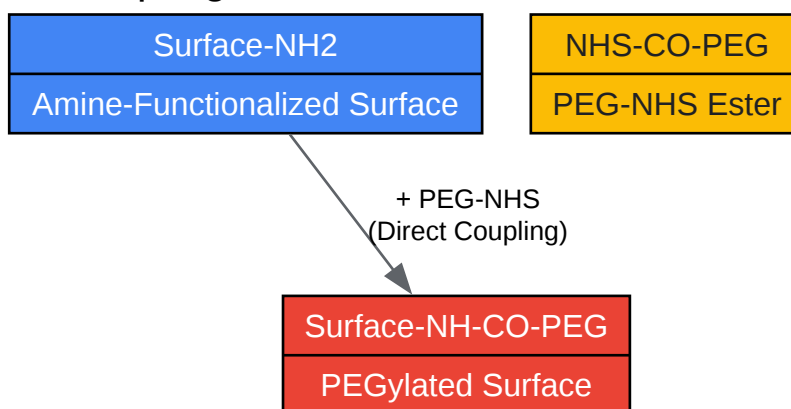 Surface-NH2
Amine-Functionalized Surface
NHS-CO-PEG
PEG-NHS Ester
+ PEG-NHS
(Direct Coupling)
Surface-NH-CO-PEG
PEGylated Surface